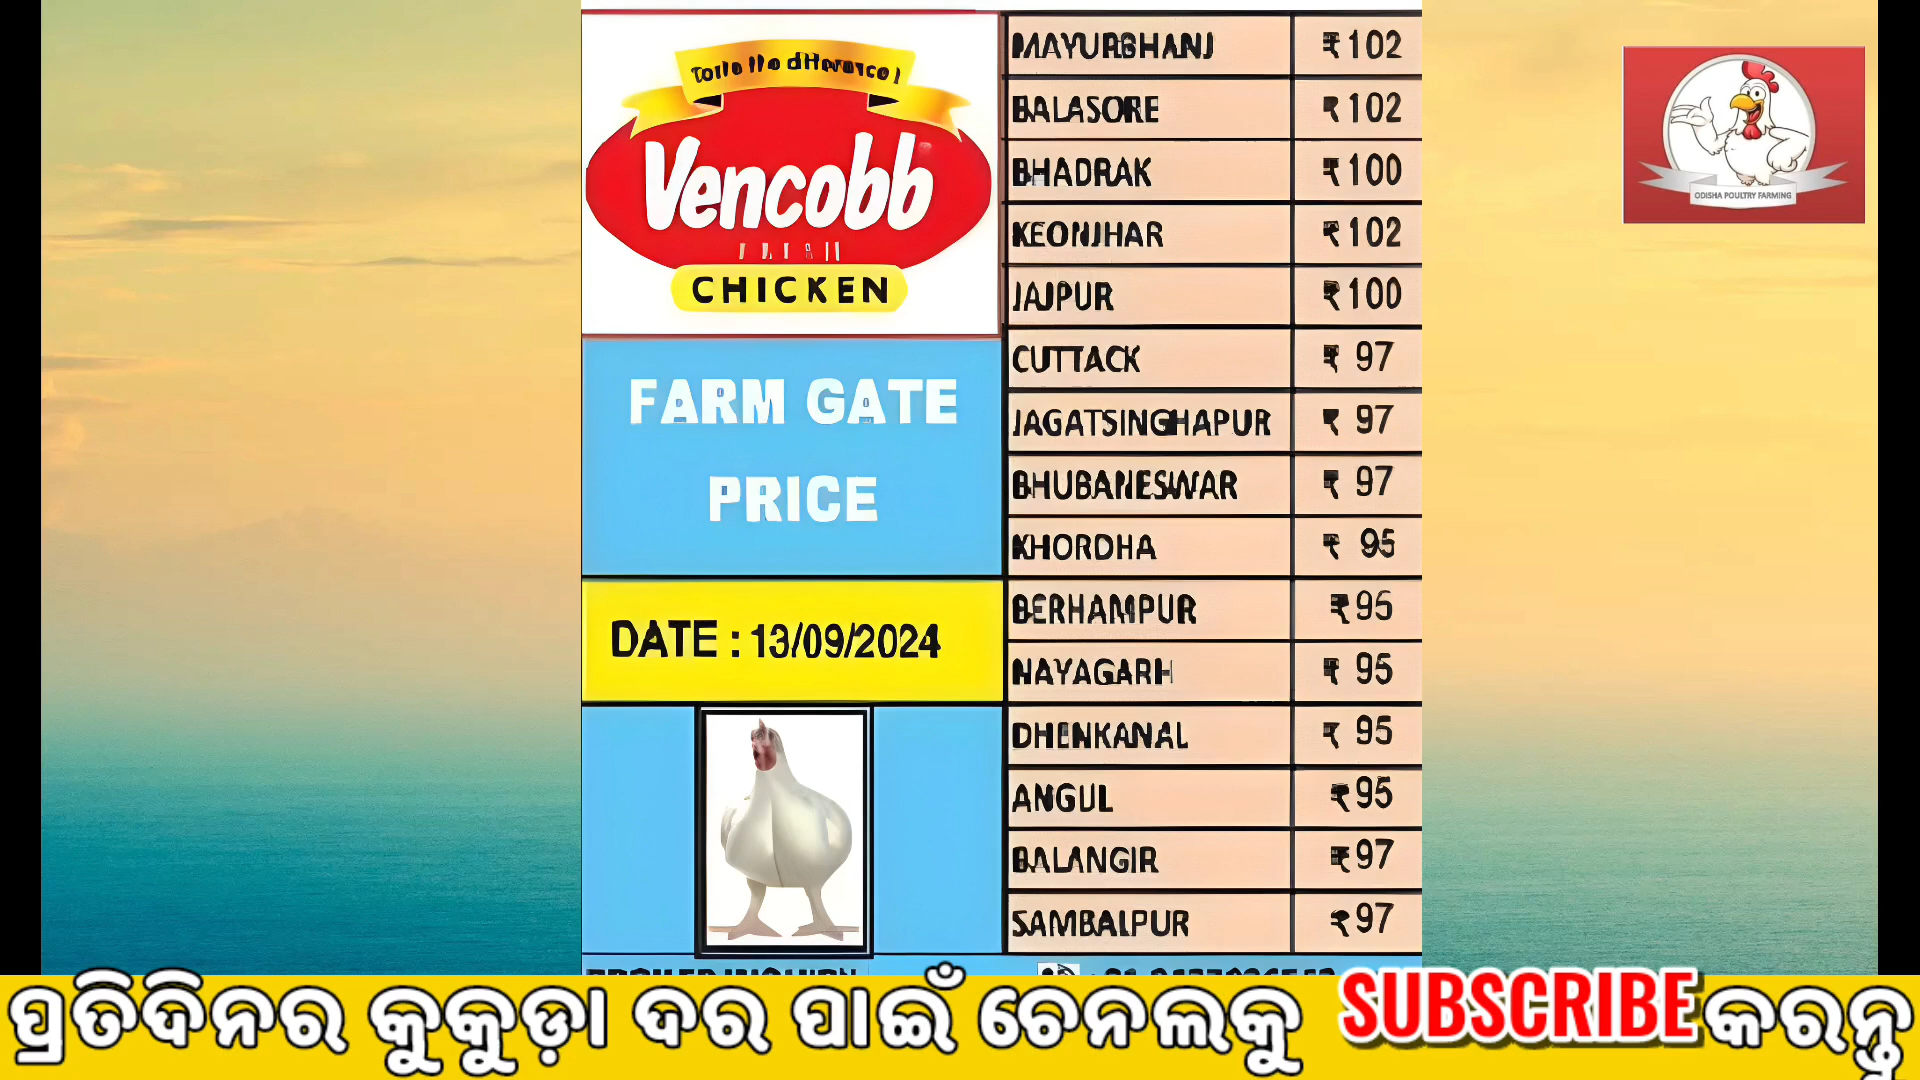 Vencobb
CHICKEN
FARM GATE
PRICE
DATE : 13/09/2024
MAYURBHANJ ₹102
BALASORE ₹102
BHADRAK ₹100
KEONJHAR ₹102
JAJPUR ₹100
CUTTACK ₹ 97
JAGATSINGHAPUR ₹ 97
BHUBANESWAR ₹ 97
KHORDHA ₹ 95
BERHAMPUR ₹95
NAYAGARH ₹ 95
DHENKANAL ₹ 95
ANGUL ₹95
BALANGIR ₹97
SAMBALPUR ₹97
ODISHA POULTRY FARMING
ପ୍ରତିଦିନର କୁକୁଡ଼ା ଦର ପାଇଁ ଚେନଲକୁ SUBSCRIBE କରନ୍ତୁ